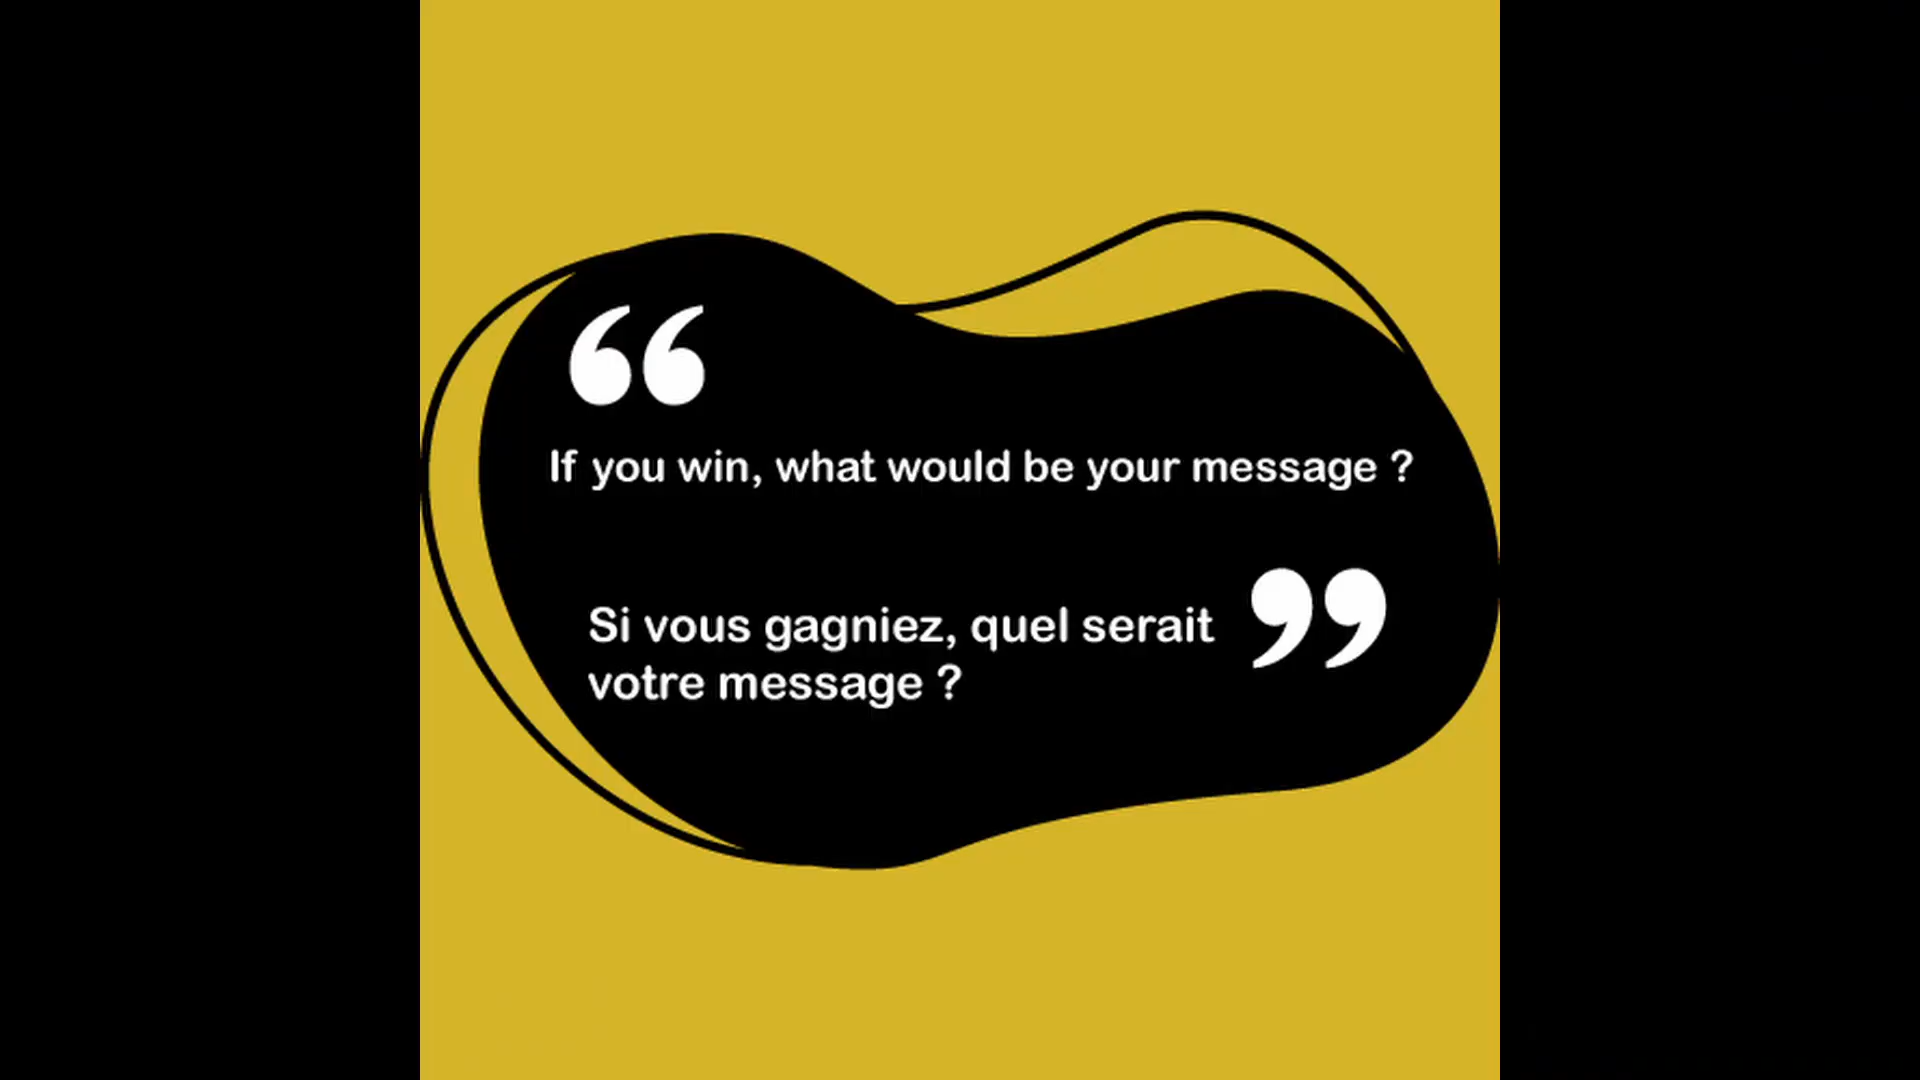 “
If you win, what would be your message ?
Si vous gagniez, quel serait
votre message ?
”